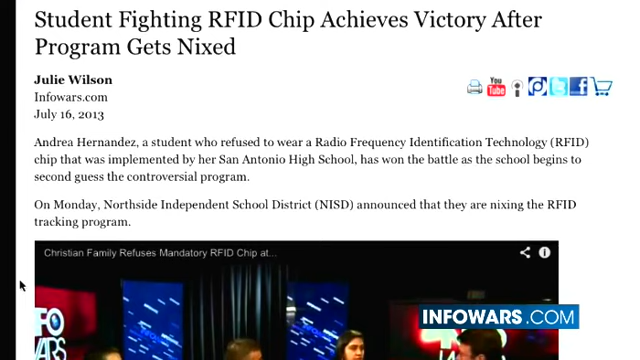 Student Fighting RFID Chip Achieves Victory After
Program Gets Nixed
Julie Wilson
Infowars.com
July 16, 2013
You
Tube
Andrea Hernandez, a student who refused to wear a Radio Frequency Identification Technology (RFID)
chip that was implemented by her San Antonio High School, has won the battle as the school begins to
second guess the controversial program.
On Monday, Northside Independent School District (NISD) announced that they are nixing the RFID
tracking program.
Christian Family Refuses Mandatory RFID Chip at...
INFOWARS.COM